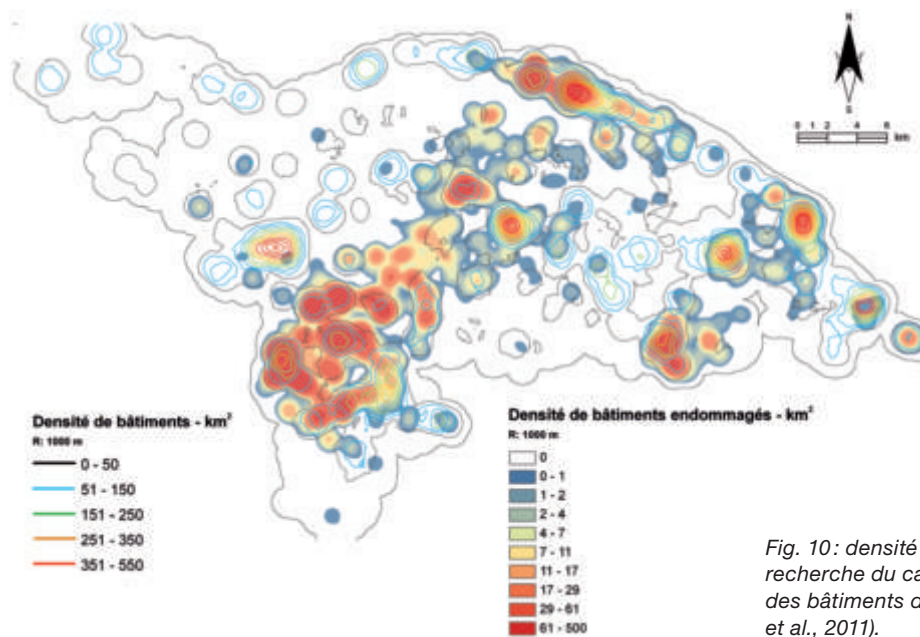 N
S
0 1 2 4 6
km
Densité de bâtiments - km²
R: 1000 m
0 - 50
51 - 150
151 - 250
251 - 350
351 - 550
Densité de bâtiments endommagés - km²
R: 1000 m
0
0 - 1
1 - 2
2 - 4
4 - 7
7 - 11
11 - 17
17 - 29
29 - 61
61 - 500
Fig. 10 : densité
recherche du ca
des bâtiments d
et al., 2011).